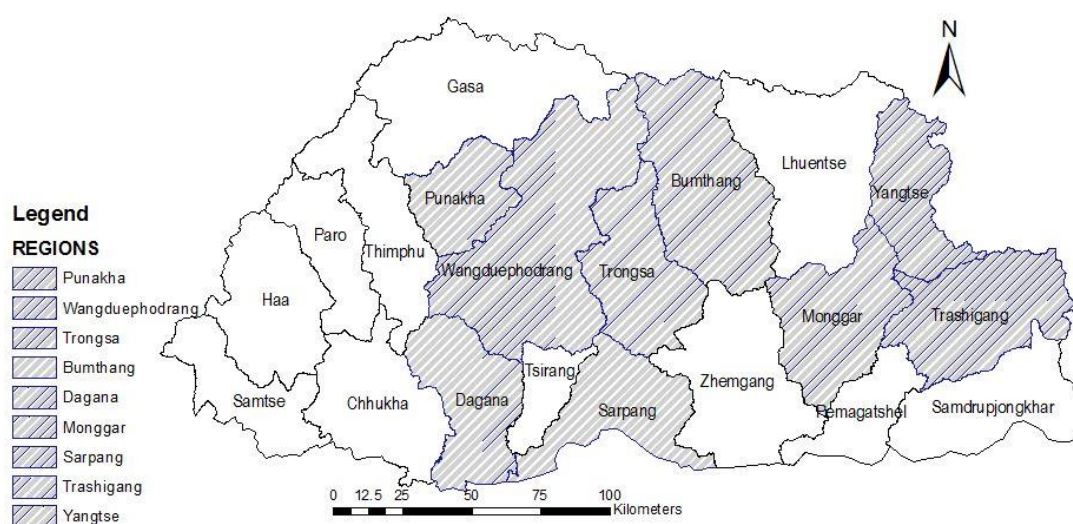 N
Gasa
Lhuentse
Punakha
Bumthang
Yangtse
Paro
Thimphu
Wangduephodrang
Trongsa
Haa
Monggar
Trashigang
Tsirang
Zhemgang
Samtse
Chhukha
Dagana
Sarpang
Pemagatshel
Samdrupjongkhar
Legend
REGIONS
Punakha
Wangduephodrang
Trongsa
Bumthang
Dagana
Monggar
Sarpang
Trashigang
Yangtse
0 12.5 25 50 75 100
Kilometers